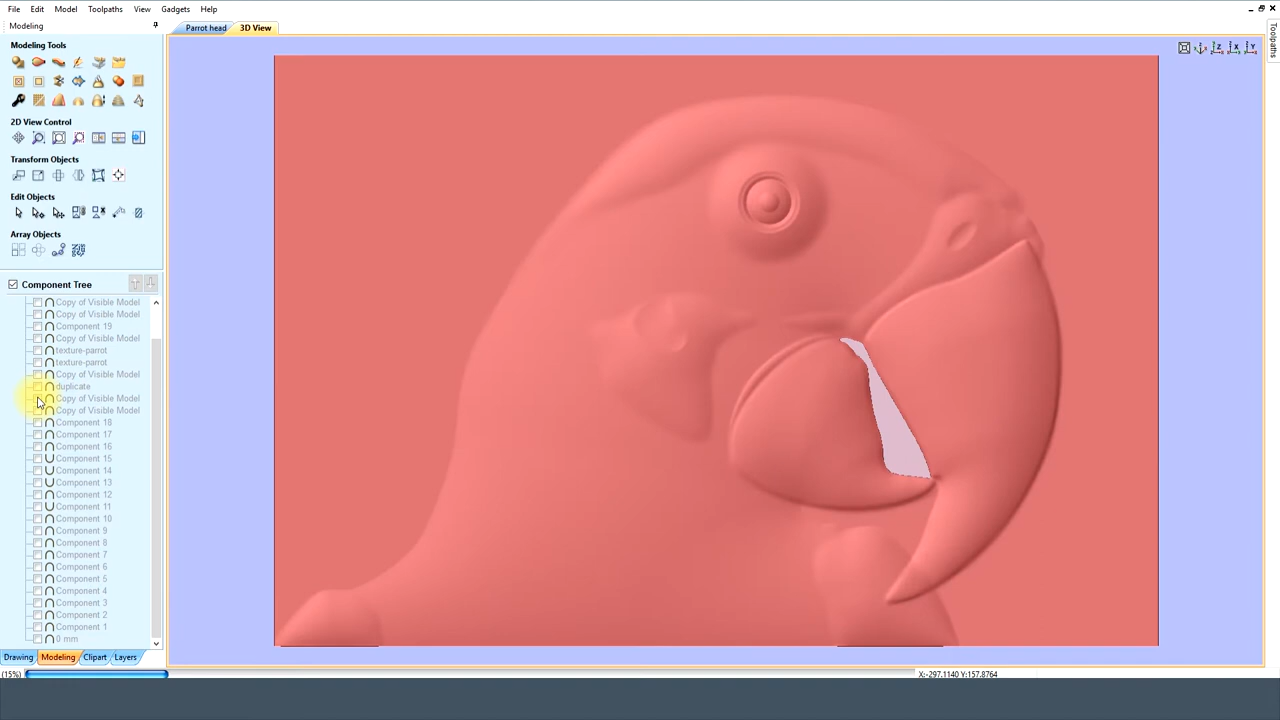 File Edit Model Toolpaths View Gadgets Help
Modeling
Parrot head 3D View
Toolpaths
Modeling Tools
Z X Y
2D View Control
Transform Objects
Edit Objects
Array Objects
Component Tree
Copy of Visible Model
Copy of Visible Model
Component 19
Copy of Visible Model
texture-parrot
texture-parrot
Copy of Visible Model
duplicate
Copy of Visible Model
Copy of Visible Model
Component 18
Component 17
Component 16
Component 15
Component 14
Component 13
Component 12
Component 11
Component 10
Component 9
Component 8
Component 7
Component 6
Component 5
Component 4
Component 3
Component 2
Component 1
0 mm
Drawing Modeling Clipart Layers
(15%)
X:-297.1140 Y:157.8764